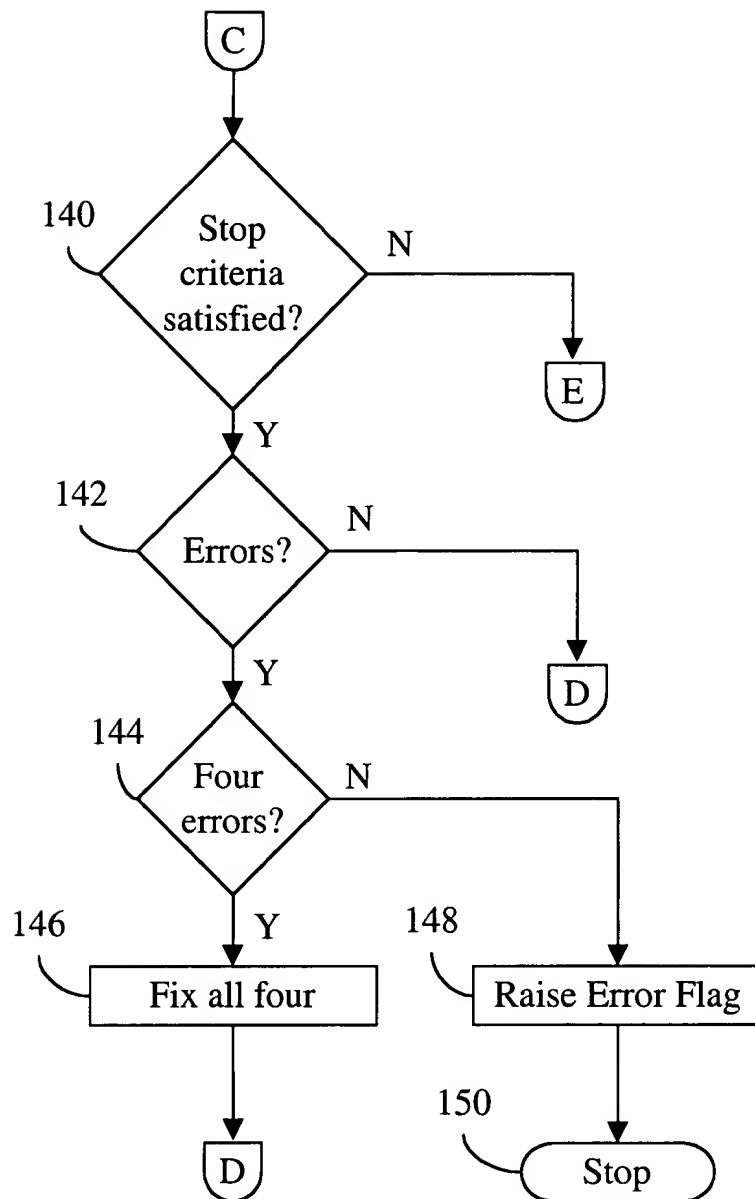 C
140
Stop
criteria
satisfied?
N
E
Y
142
Errors?
N
D
Y
144
Four
errors?
N
Y
146
Fix all four
148
Raise Error Flag
D
150
Stop